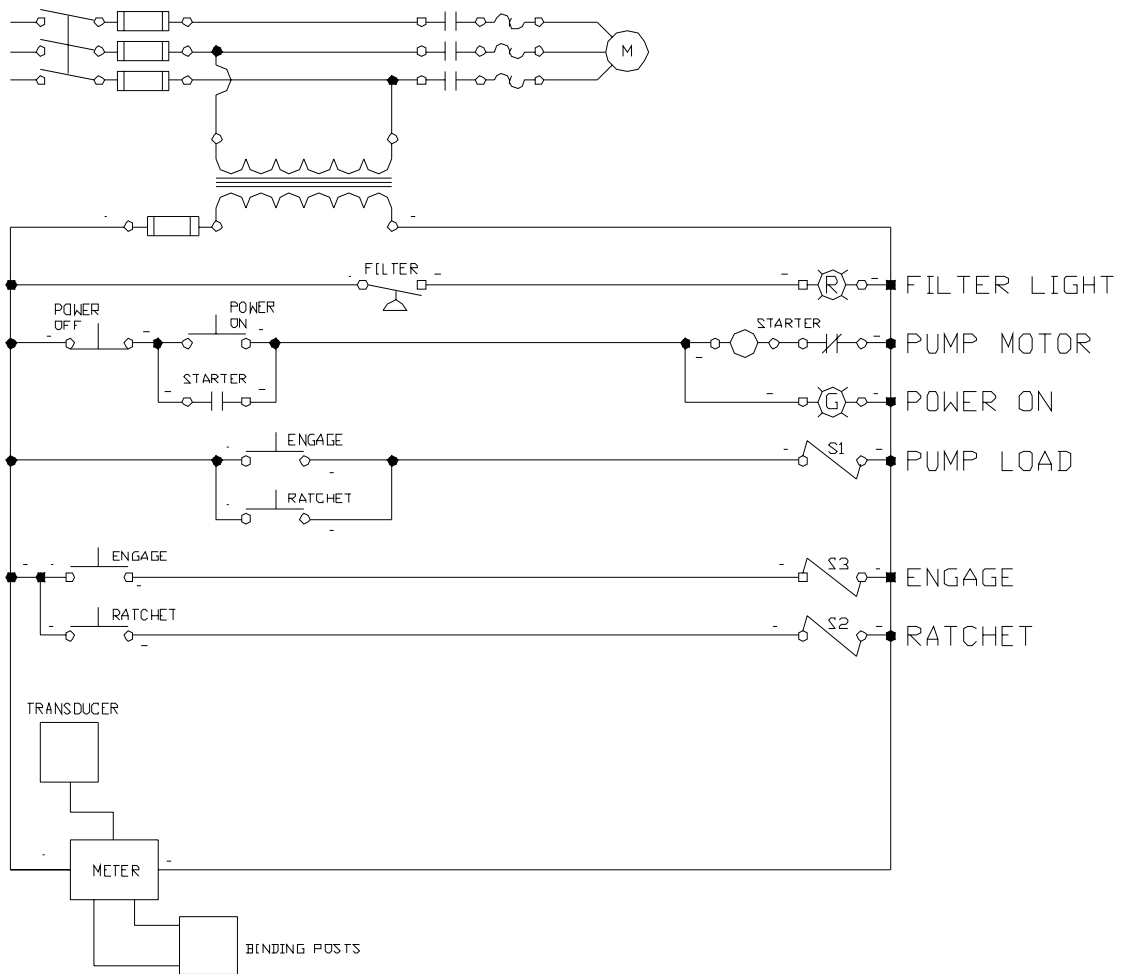 M
FILTER
R
FILTER LIGHT
POWER
OFF
POWER
ON
STARTER
PUMP MOTOR
STARTER
G
POWER ON
ENGAGE
S1
PUMP LOAD
RATCHET
ENGAGE
S3
ENGAGE
RATCHET
S2
RATCHET
TRANSDUCER
METER
BINDING POSTS